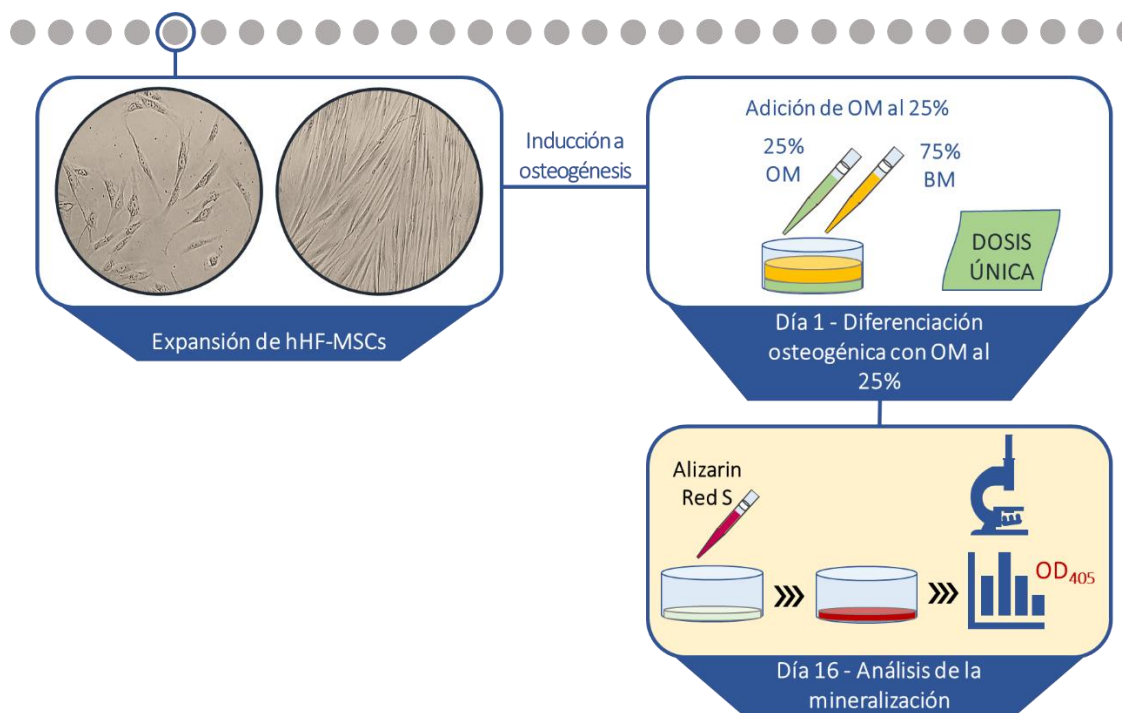 Expansión de hHF-MSCs
Inducción a
osteogénesis
Adición de OM al 25%
25%
OM
75%
BM
DOSIS
ÚNICA
Día 1 - Diferenciación
osteogénica con OM al
25%
Alizarin
Red S
OD405
Día 16 - Análisis de la
mineralización